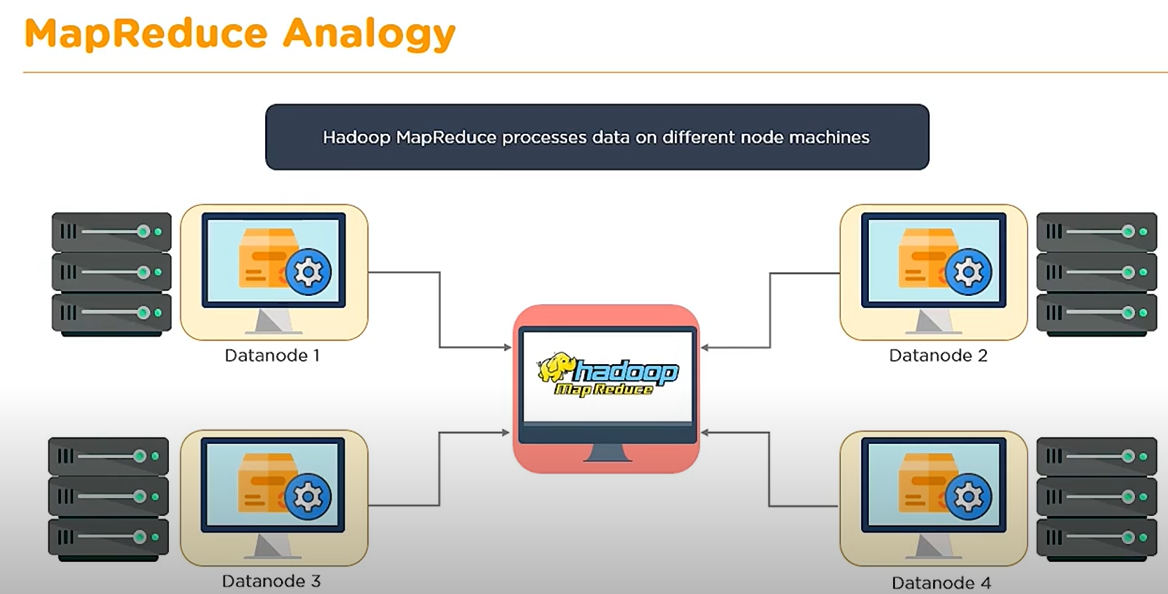 MapReduce Analogy
Hadoop MapReduce processes data on different node machines
Datanode 1
Datanode 2
hadoop
Map Reduce
Datanode 3
Datanode 4